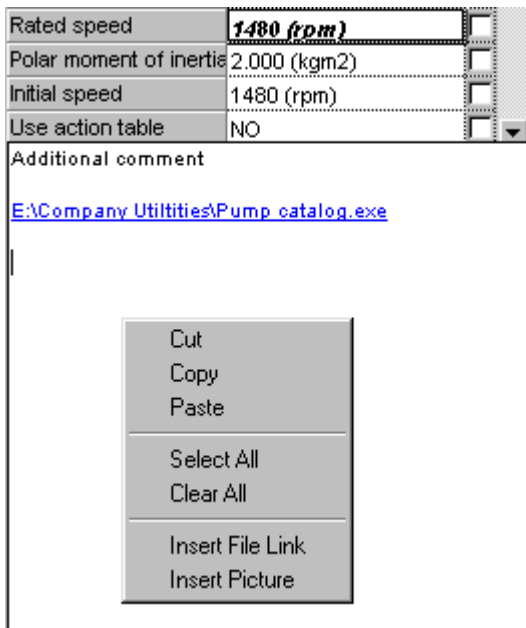 Rated speed 1480 (rpm)
Polar moment of inertia 2.000 (kgm2)
Initial speed 1480 (rpm)
Use action table NO
Additional comment
E:\Company Utiltities\Pump catalog.exe
Cut
Copy
Paste
Select All
Clear All
Insert File Link
Insert Picture